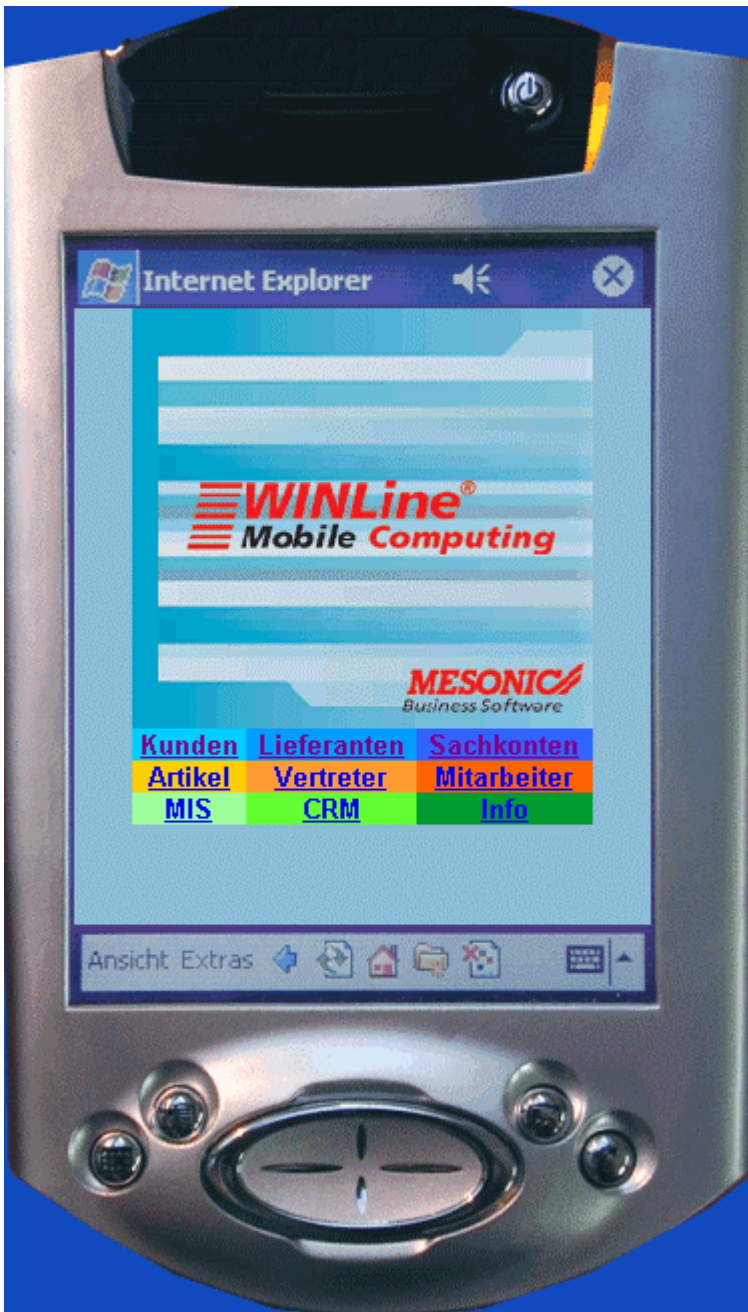 Internet Explorer
WINLine®
Mobile Computing
MESONIC
Business Software
Kunden Lieferanten Sachkonten
Artikel Vertreter Mitarbeiter
MIS CRM Info
Ansicht Extras